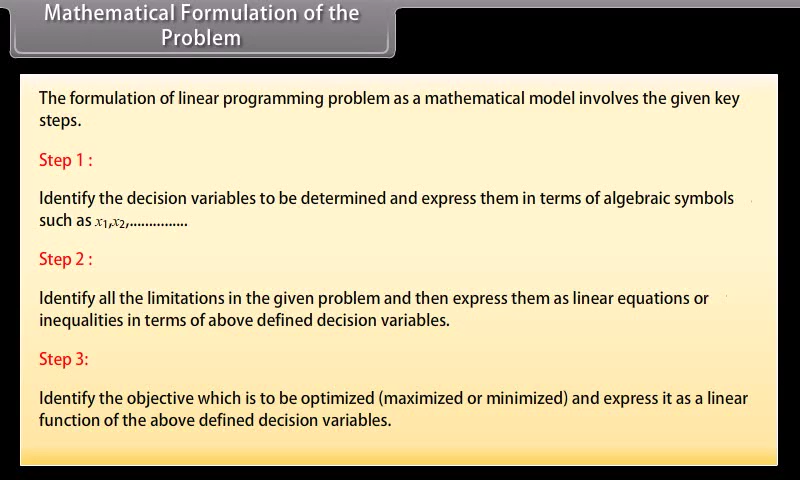 Mathematical Formulation of the
Problem
The formulation of linear programming problem as a mathematical model involves the given key
steps.
Step 1 :
Identify the decision variables to be determined and express them in terms of algebraic symbols
such as x₁,x₂,...............
Step 2 :
Identify all the limitations in the given problem and then express them as linear equations or
inequalities in terms of above defined decision variables.
Step 3:
Identify the objective which is to be optimized (maximized or minimized) and express it as a linear
function of the above defined decision variables.